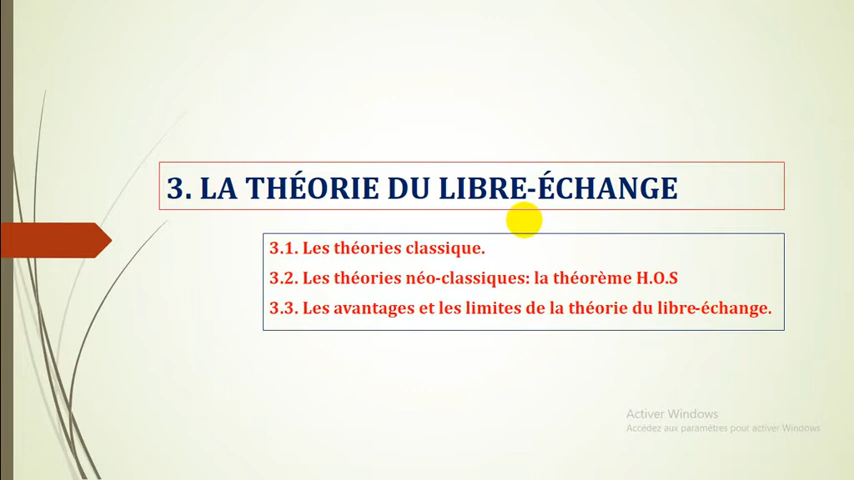 3. LA THÉORIE DU LIBRE-ÉCHANGE
3.1. Les théories classique.
3.2. Les théories néo-classiques: la théorème H.O.S
3.3. Les avantages et les limites de la théorie du libre-échange.
Activer Windows
Accédez aux paramètres pour activer Windows